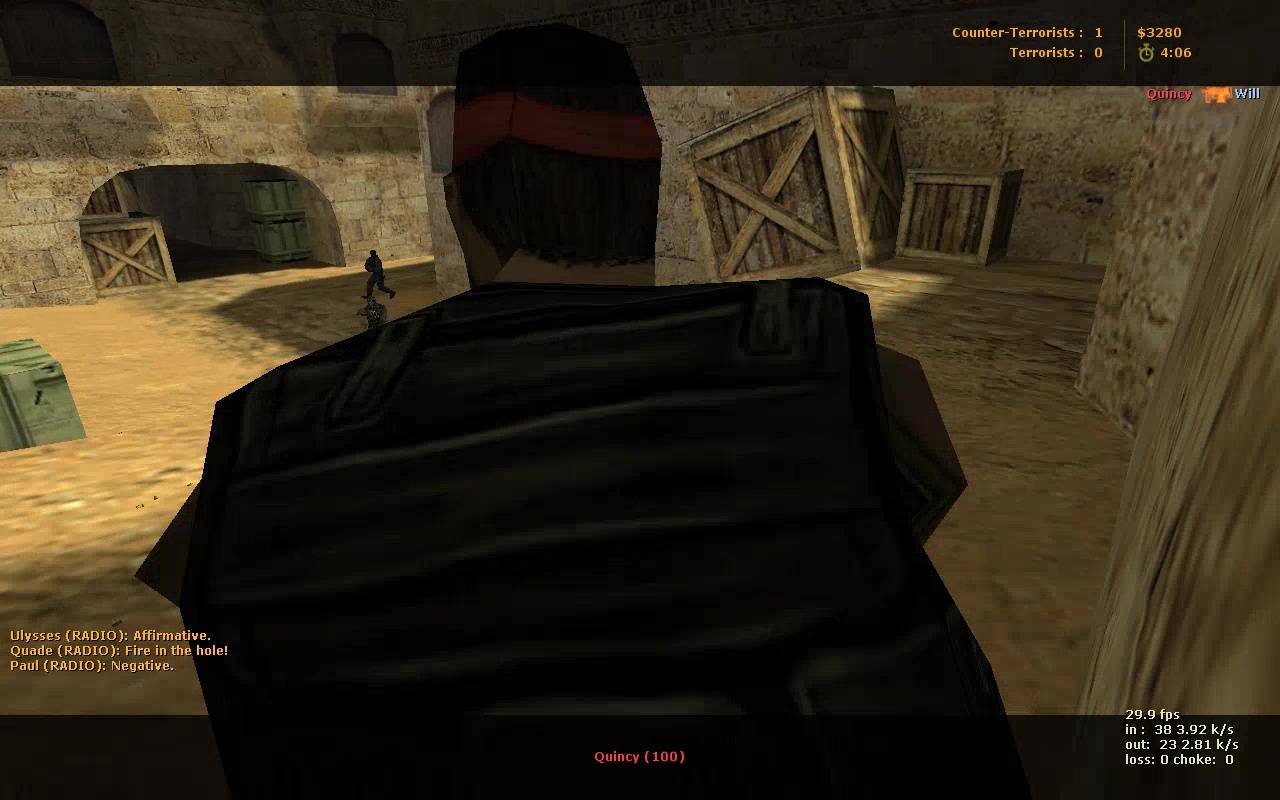 Counter-Terrorists : 1 $3280
Terrorists : 0 4:06
Quincy Will
Ulysses (RADIO): Affirmative.
Quade (RADIO): Fire in the hole!
Paul (RADIO): Negative.
29.9 fps
in : 38 3.92 k/s
out: 23 2.81 k/s
loss: 0 choke: 0
Quincy (100)